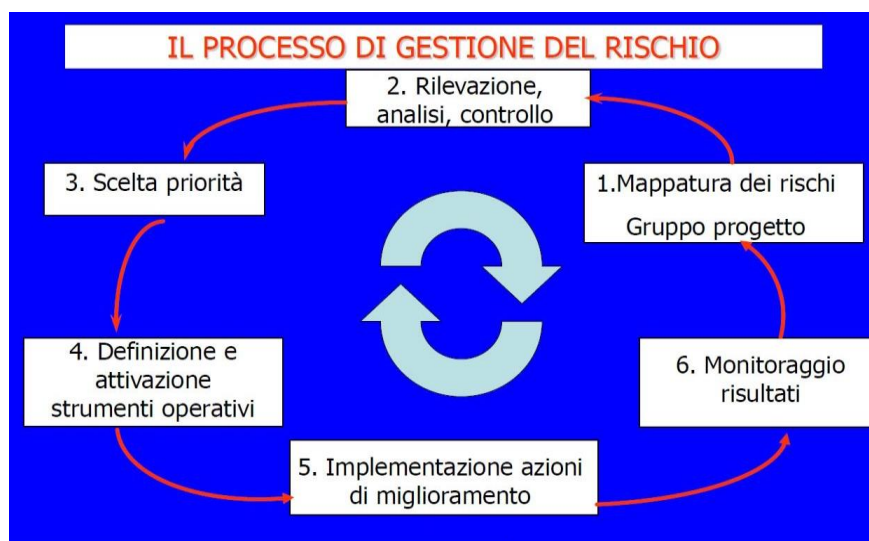 IL PROCESSO DI GESTIONE DEL RISCHIO
2. Rilevazione,
analisi, controllo
3. Scelta priorità
1.Mappatura dei rischi
Gruppo progetto
4. Definizione e
attivazione
strumenti operativi
6. Monitoraggio
risultati
5. Implementazione azioni
di miglioramento